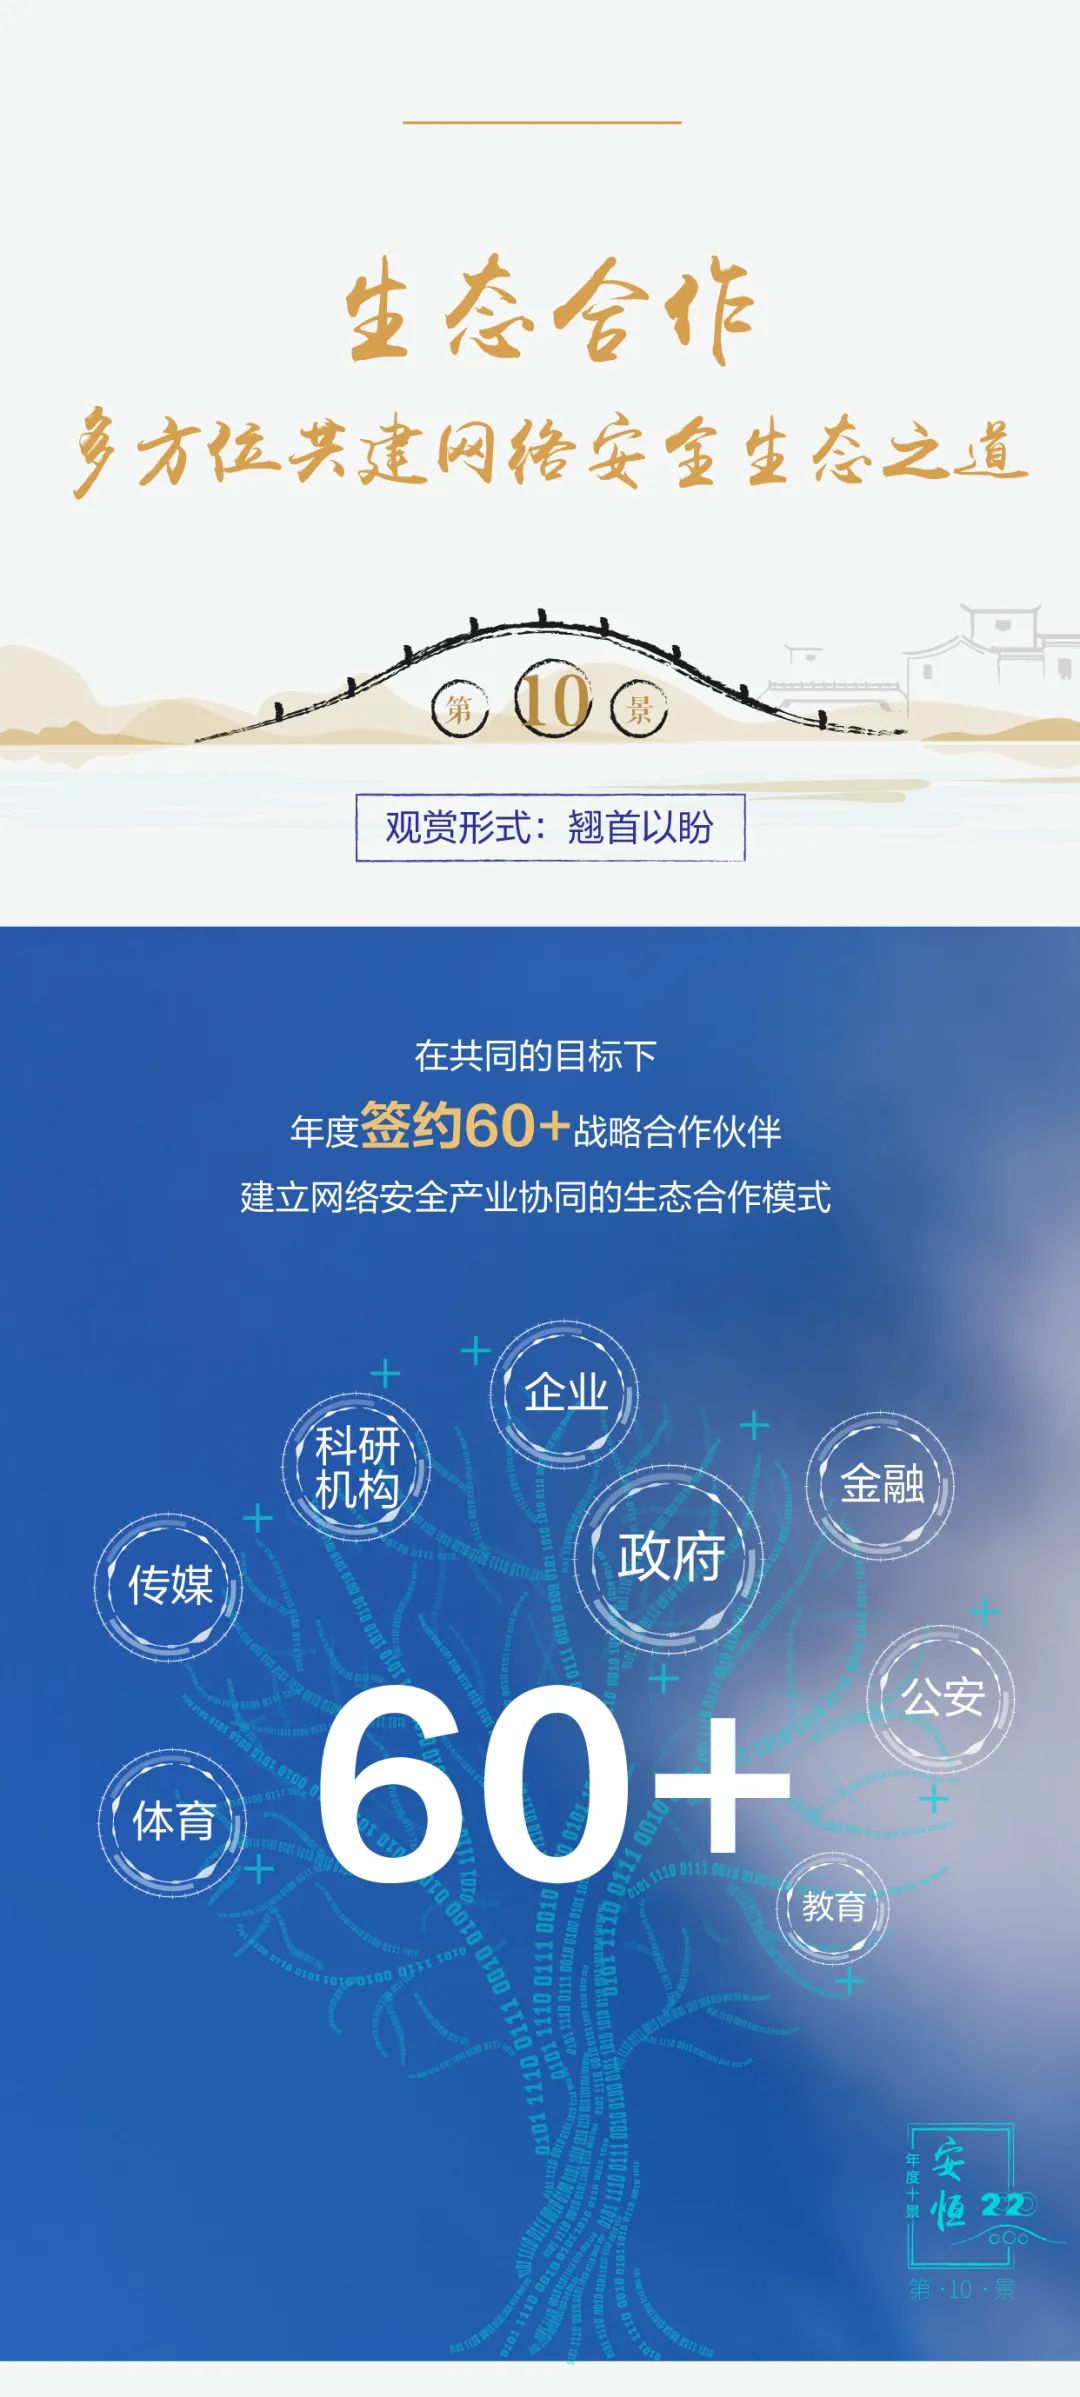 生态合作
多方位共建网络安全生态之道
第10景
观赏形式：翘首以盼
在共同的目标下
年度签约60+战略合作伙伴
建立网络安全产业协同的生态合作模式
企业
科研
机构
金融
政府
传媒
公安
60+
体育
教育
年度十景
安恒
第·10·景